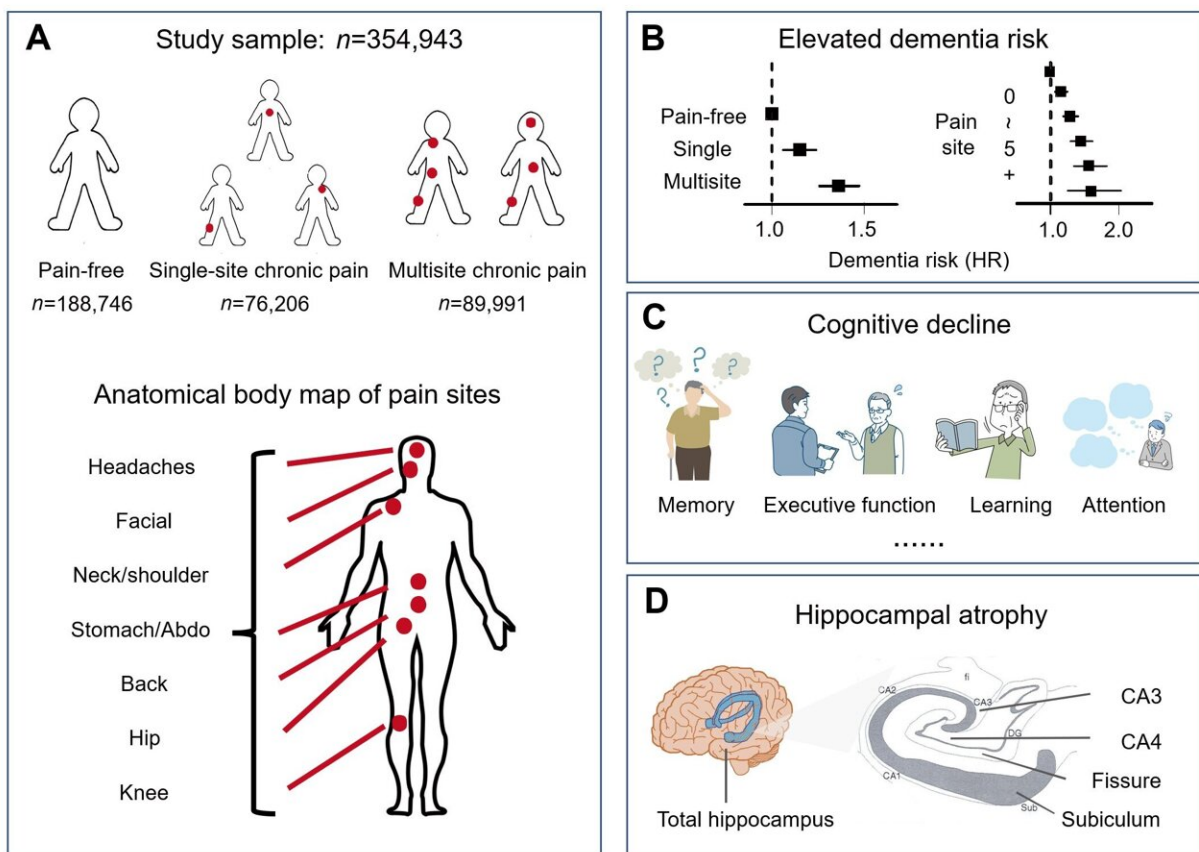 A
Study sample: n=354,943
Pain-free
Single-site chronic pain
Multisite chronic pain
n=188,746
n=76,206
n=89,991
Anatomical body map of pain sites
Headaches
Facial
Neck/shoulder
Stomach/Abdo
Back
Hip
Knee
B
Elevated dementia risk
Pain-free
Single
Multisite
1.0
1.5
Pain
site
0
~
5
+
1.0
2.0
Dementia risk (HR)
C
Cognitive decline
? ? ?
?
Memory
Executive function
Learning
Attention
......
D
Hippocampal atrophy
Total hippocampus
fi
CA2
CA3
DG
CA1
Sub
CA3
CA4
Fissure
Subiculum